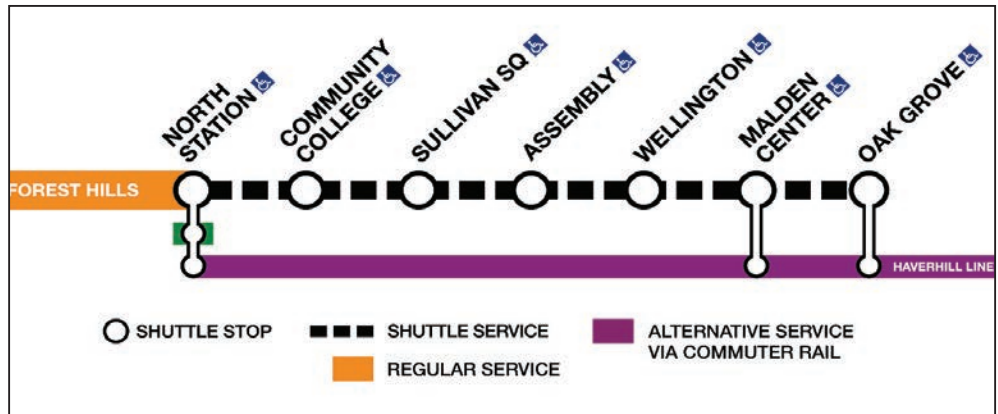 NORTH
STATION
COMMUNITY
COLLEGE
SULLIVAN SQ
ASSEMBLY
WELLINGTON
MALDEN
CENTER
OAK GROVE
FOREST HILLS
HAVERHILL LINE
SHUTTLE STOP
SHUTTLE SERVICE
REGULAR SERVICE
ALTERNATIVE SERVICE
VIA COMMUTER RAIL